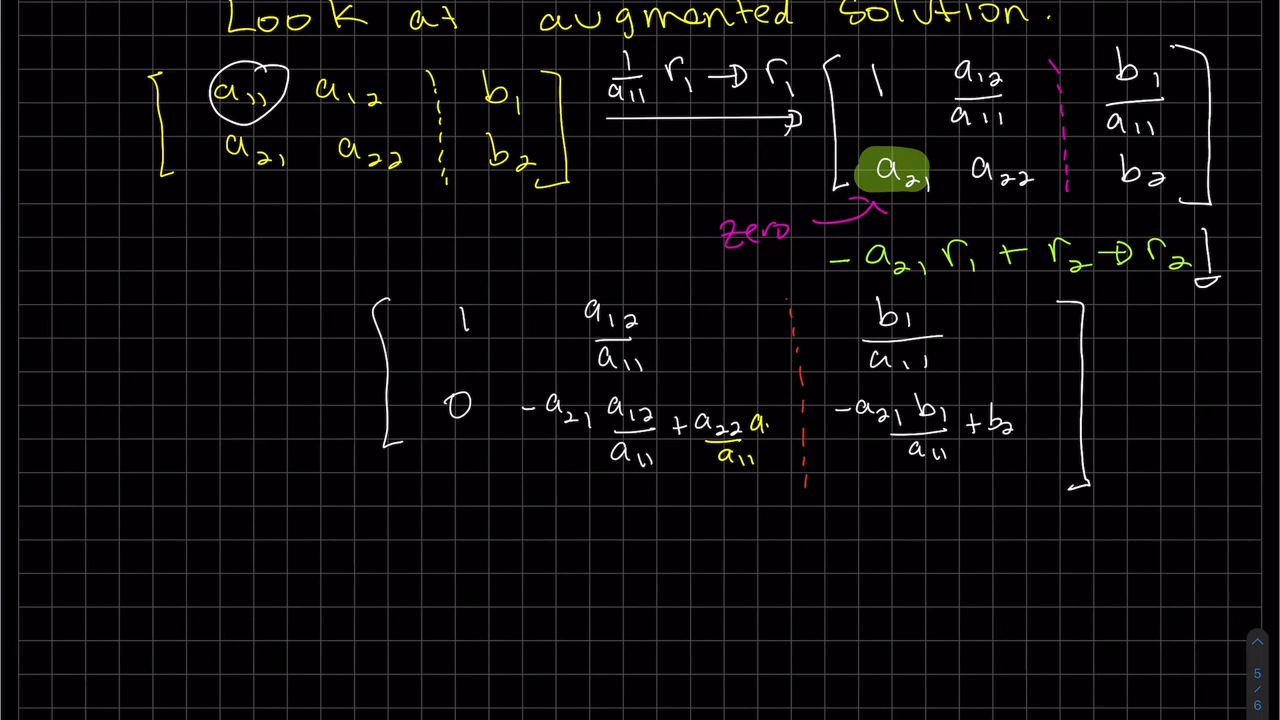 Look at augmented solution.
[ a₁₁ a₁₂ ¦ b₁ ; a₂₁ a₂₂ ¦ b₂ ] 1/a₁₁ r₁ → r₁ [ 1 a₁₂/a₁₁ ¦ b₁/a₁₁ ; a₂₁ a₂₂ ¦ b₂ ]
zero
- a₂₁ r₁ + r₂ → r₂
[ 1 a₁₂/a₁₁ ¦ b₁/a₁₁ ; 0 -a₂₁ a₁₂/a₁₁ + a₂₂ a./a₁₁ ¦ -a₂₁ b₁/a₁₁ + b₂ ]
5
/
6